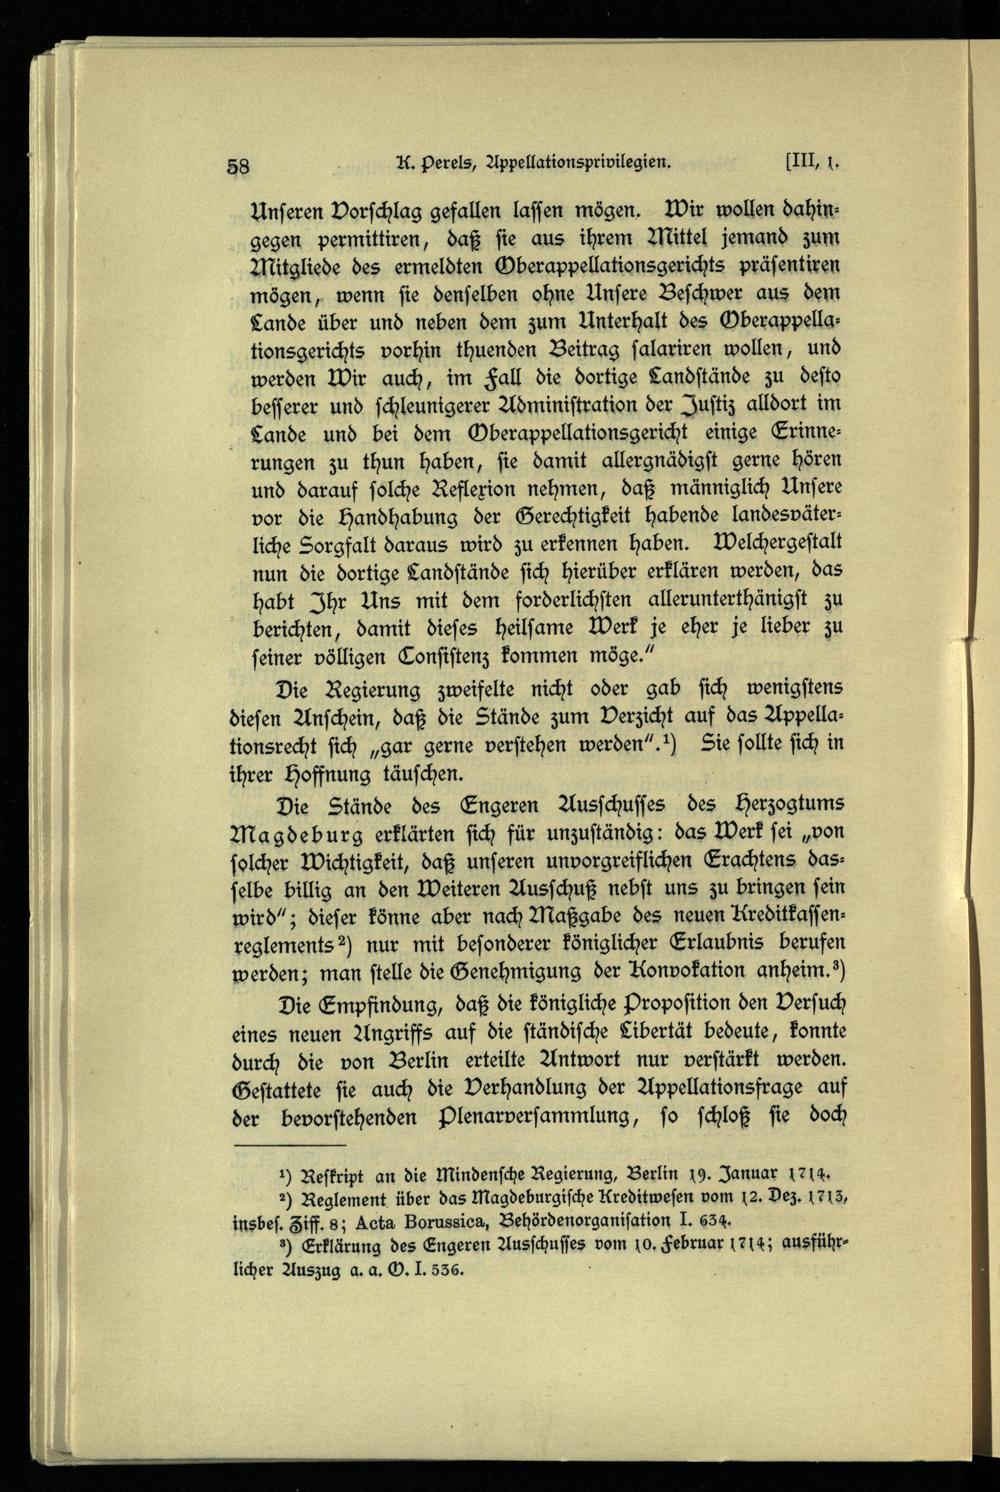 58 K. Perels, Appellationsprivilegien. [III, 1.
Unseren Vorschlag gefallen lassen mögen. Wir wollen dahin-
gegen permittiren, daß sie aus ihrem Mittel jemand zum
Mitgliede des ermeldten Oberappellationsgerichts präsentiren
mögen, wenn sie denselben ohne Unsere Beschwer aus dem
Lande über und neben dem zum Unterhalt des Oberappella-
tionsgerichts vorhin thuenden Beitrag salariren wollen, und
werden Wir auch, im Fall die dortige Landstände zu desto
besserer und schleunigerer Administration der Justiz alldort im
Lande und bei dem Oberappellationsgericht einige Erinne-
rungen zu thun haben, sie damit allergnädigst gerne hören
und darauf solche Reflexion nehmen, daß männiglich Unsere
vor die Handhabung der Gerechtigkeit habende landesväter-
liche Sorgfalt daraus wird zu erkennen haben. Welchergestalt
nun die dortige Landstände sich hierüber erklären werden, das
habt Ihr Uns mit dem forderlichsten allerunterthänigst zu
berichten, damit dieses heilsame Werk je eher je lieber zu
seiner völligen Consistenz kommen möge.“
Die Regierung zweifelte nicht oder gab sich wenigstens
diesen Anschein, daß die Stände zum Verzicht auf das Appella-
tionsrecht sich „gar gerne verstehen werden“.¹) Sie sollte sich in
ihrer Hoffnung täuschen.
Die Stände des Engeren Ausschusses des Herzogtums
Magdeburg erklärten sich für unzuständig: das Werk sei „von
solcher Wichtigkeit, daß unseren unvorgreiflichen Erachtens das-
selbe billig an den Weiteren Ausschuß nebst uns zu bringen sein
wird“; dieser könne aber nach Maßgabe des neuen Kreditkassen-
reglements²) nur mit besonderer königlicher Erlaubnis berufen
werden; man stelle die Genehmigung der Konvokation anheim.³)
Die Empfindung, daß die königliche Proposition den Versuch
eines neuen Angriffs auf die ständische Libertät bedeute, konnte
durch die von Berlin erteilte Antwort nur verstärkt werden.
Gestattete sie auch die Verhandlung der Appellationsfrage auf
der bevorstehenden Plenarversammlung, so schloß sie doch
¹) Reskript an die Mindensche Regierung, Berlin 19. Januar 1714.
²) Reglement über das Magdeburgische Kreditwesen vom 12. Dez. 1713,
insbes. Ziff. 8; Acta Borussica, Behördenorganisation I. 634.
³) Erklärung des Engeren Ausschusses vom 10. Februar 1714; ausführ-
licher Auszug a. a. O. I. 536.